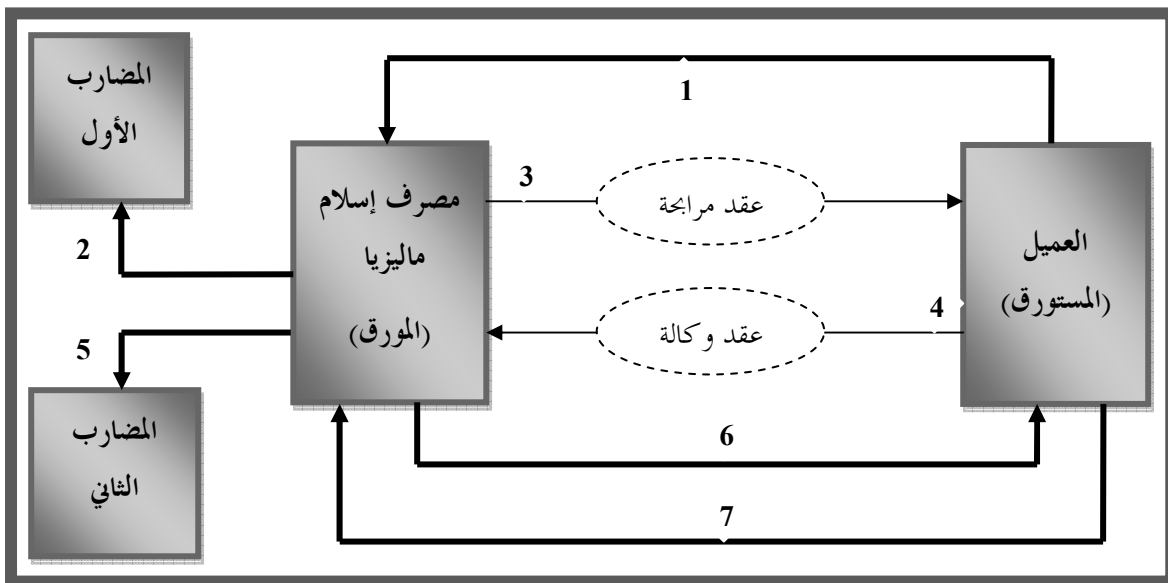 1
المضارب
الأول
2
مصرف إسلام
ماليزيا
(المورق)
3
عقد مرابحة
العميل
(المستورق)
4
عقد وكالة
5
المضارب
الثاني
6
7